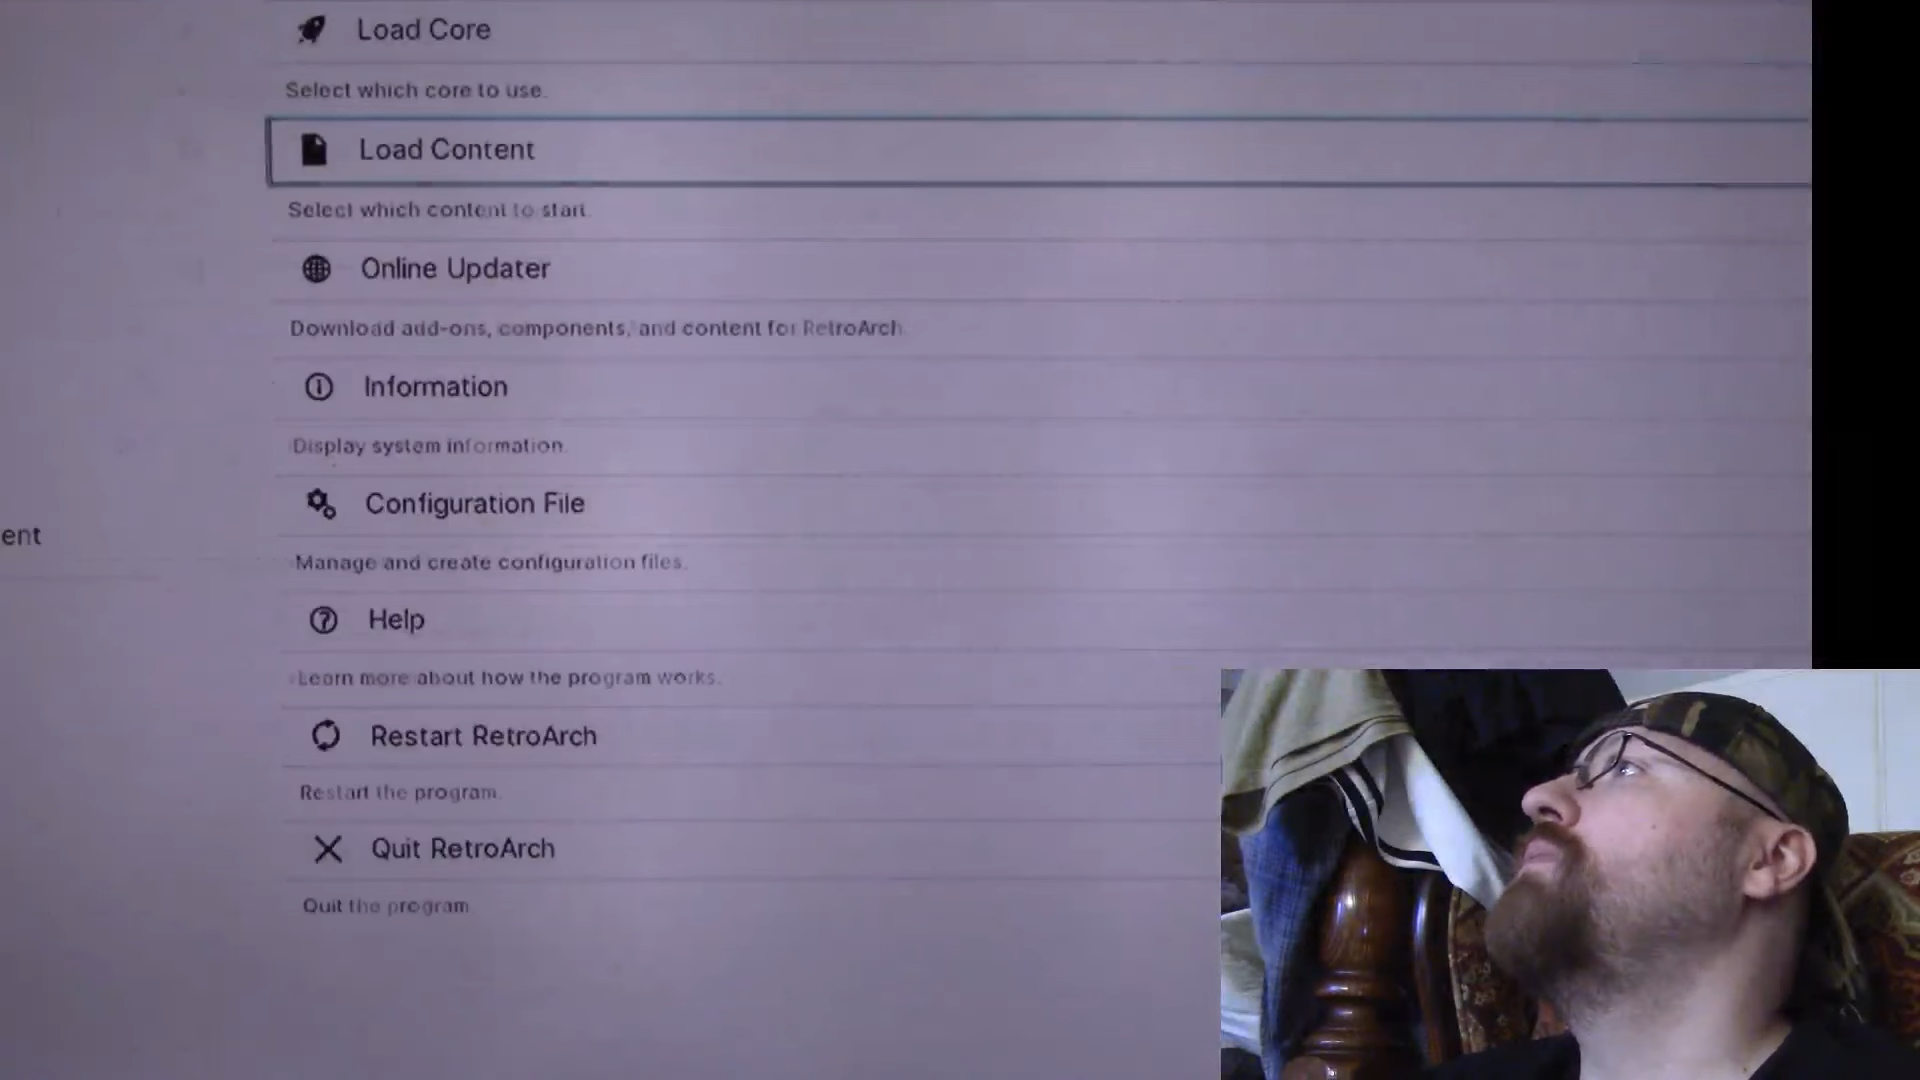 Load Core
Select which core to use.
Load Content
Select which content to start.
Online Updater
Download add-ons, components, and content for RetroArch.
Information
Display system information.
Configuration File
ent
Manage and create configuration files.
Help
Learn more about how the program works.
Restart RetroArch
Restart the program.
Quit RetroArch
Quit the program.